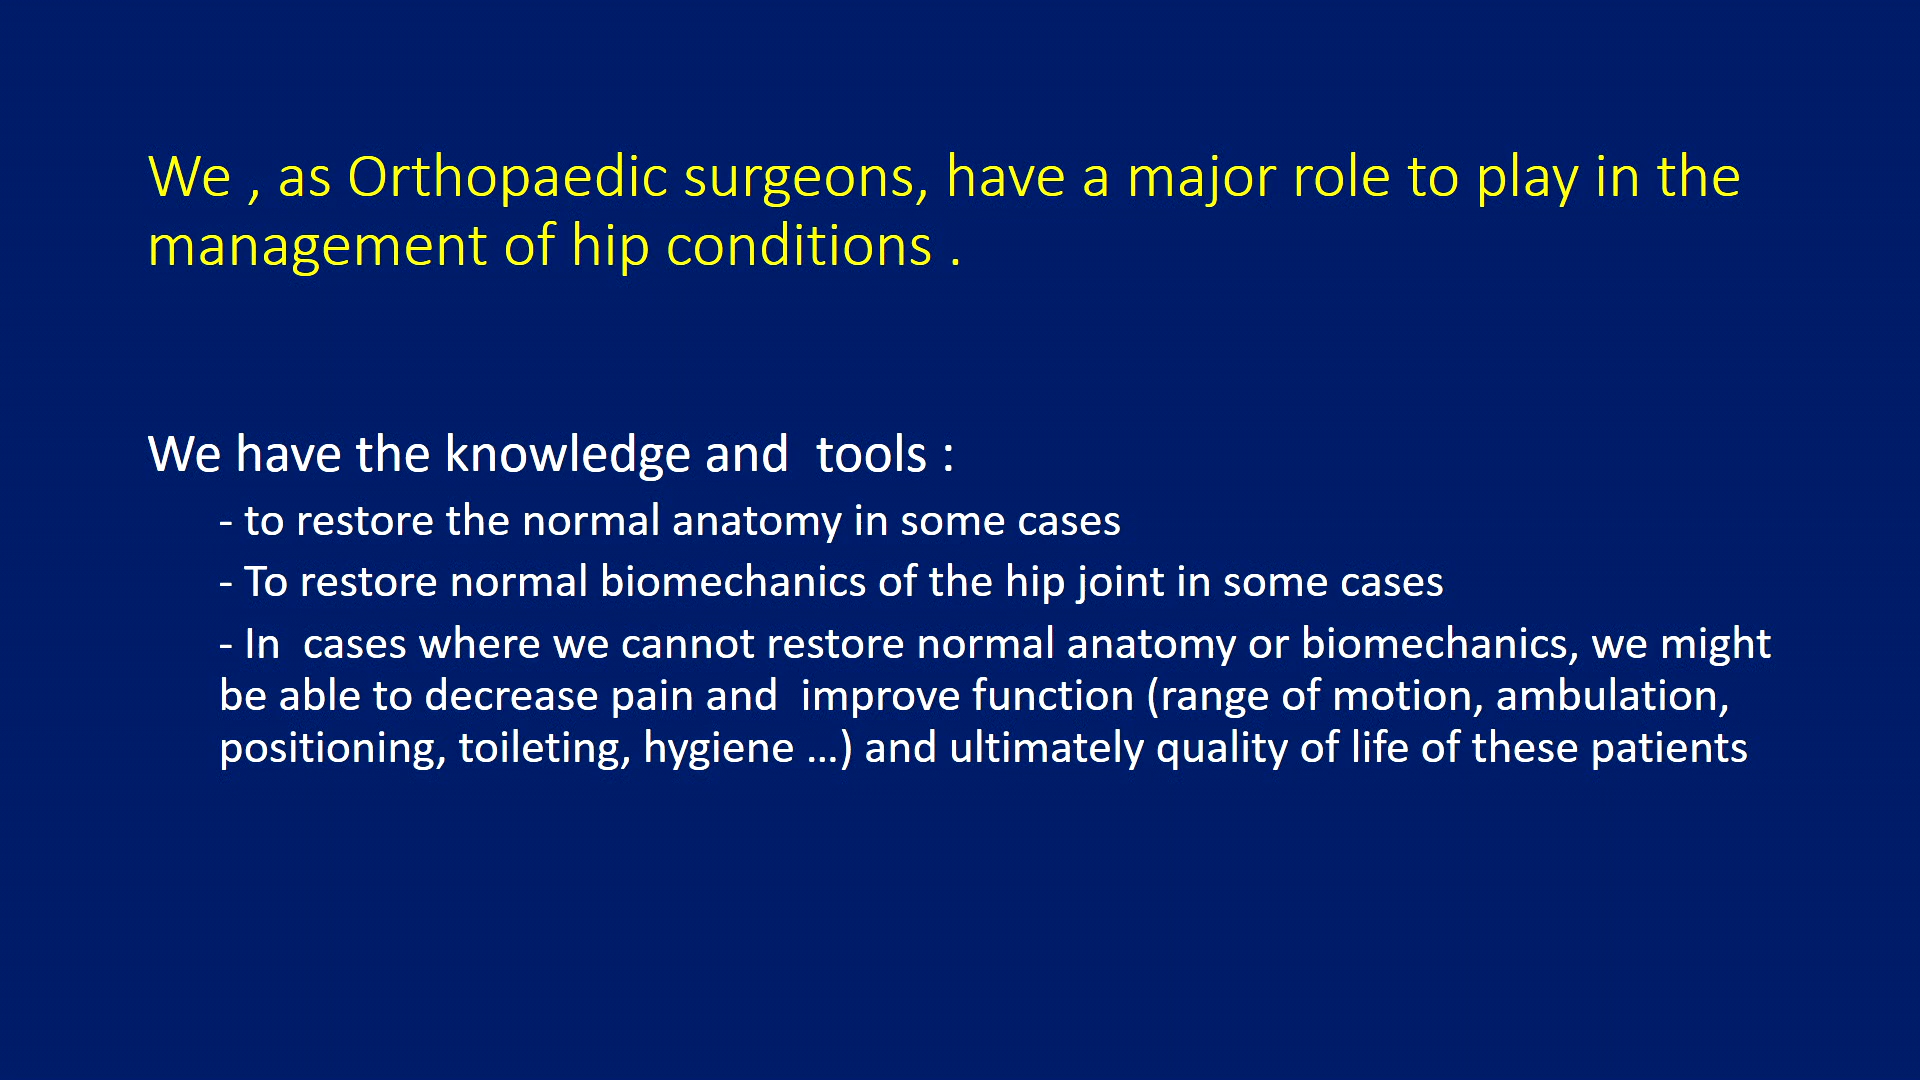 We , as Orthopaedic surgeons, have a major role to play in the
management of hip conditions .
We have the knowledge and  tools :
- to restore the normal anatomy in some cases
- To restore normal biomechanics of the hip joint in some cases
- In  cases where we cannot restore normal anatomy or biomechanics, we might
be able to decrease pain and  improve function (range of motion, ambulation,
positioning, toileting, hygiene …) and ultimately quality of life of these patients